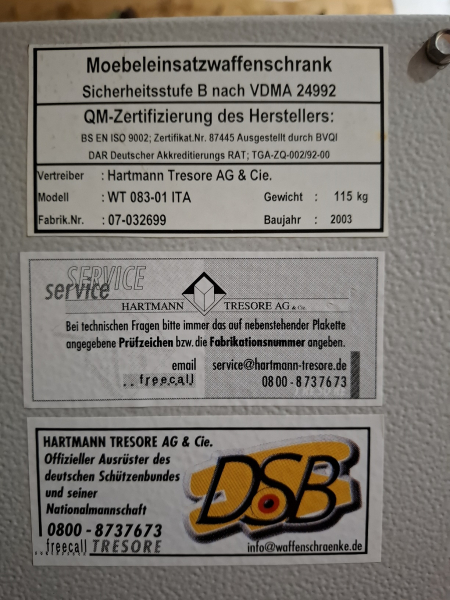 Moebeleinsatzwaffenschrank
Sicherheitsstufe B nach VDMA 24992
QM-Zertifizierung des Herstellers:
BS EN ISO 9002; Zertifikat.Nr. 87445 Ausgestellt durch BVQI
DAR Deutscher Akkreditierungs RAT; TGA-ZQ-002/92-00
Vertreiber : Hartmann Tresore AG & Cie.
Modell : WT 083-01 ITA Gewicht : 115 kg
Fabrik.Nr. : 07-032699 Baujahr : 2003
SERVICE
service
HARTMANN TRESORE AG & Cie
Bei technischen Fragen bitte immer das auf nebenstehender Plakette
angegebene Prüfzeichen bzw. die Fabrikationsnummer angeben.
email service@hartmann-tresore.de
..freecall 0800-8737673
TRESORE
HARTMANN TRESORE AG & Cie.
Offizieller Ausrüster des
deutschen Schützenbundes
und seiner
Nationalmannschaft
DSB
0800-8737673
..freecall TRESORE
info@waffenschraenke.de